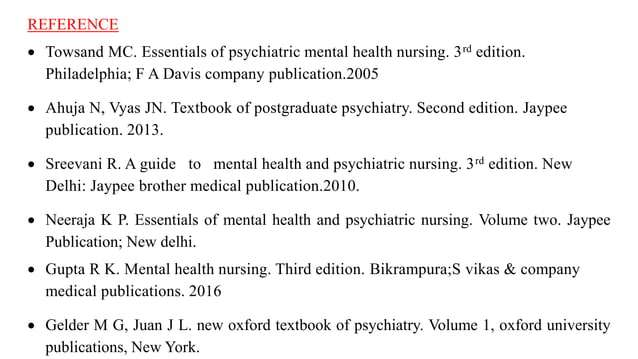 REFERENCE
• Towsand MC. Essentials of psychiatric mental health nursing. 3rd edition.
Philadelphia; F A Davis company publication.2005
• Ahuja N, Vyas JN. Textbook of postgraduate psychiatry. Second edition. Jaypee
publication. 2013.
• Sreevani R. A guide to mental health and psychiatric nursing. 3rd edition. New
Delhi: Jaypee brother medical publication.2010.
• Neeraja K P. Essentials of mental health and psychiatric nursing. Volume two. Jaypee
Publication; New delhi.
• Gupta R K. Mental health nursing. Third edition. Bikrampura;S vikas & company
medical publications. 2016
• Gelder M G, Juan J L. new oxford textbook of psychiatry. Volume 1, oxford university
publications, New York.